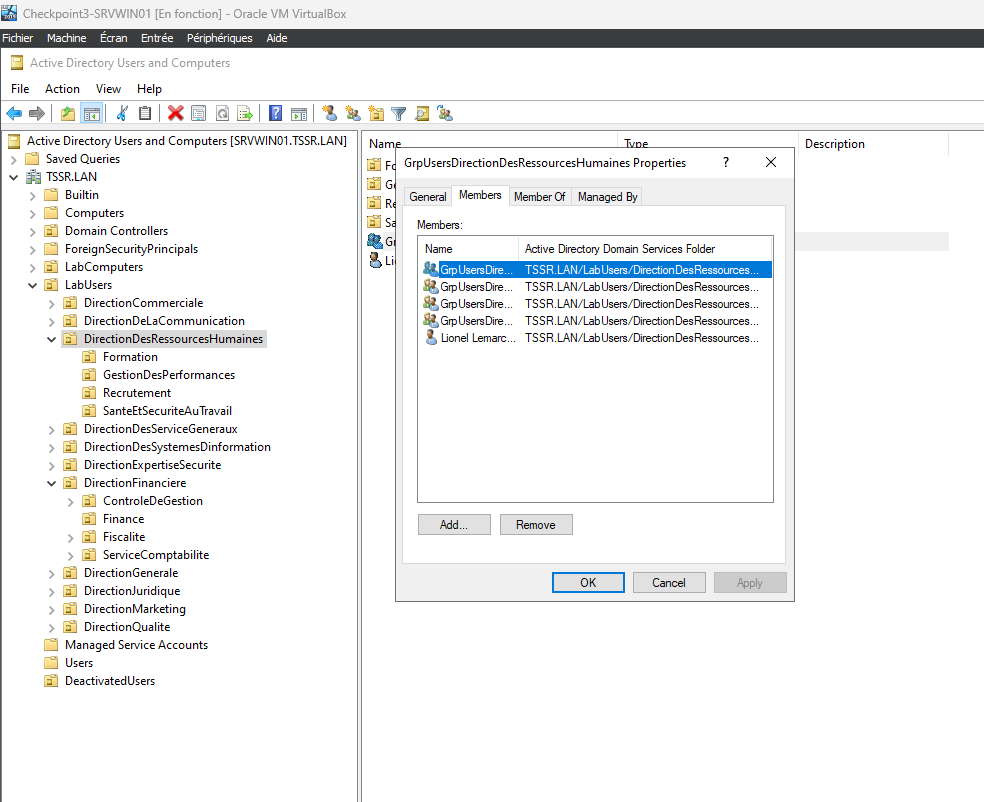 Checkpoint3-SRVWIN01 [En fonction] - Oracle VM VirtualBox
Fichier Machine Écran Entrée Périphériques Aide
Active Directory Users and Computers
File Action View Help
Active Directory Users and Computers [SRVWIN01.TSSR.LAN]
Saved Queries
TSSR.LAN
Builtin
Computers
Domain Controllers
ForeignSecurityPrincipals
LabComputers
LabUsers
DirectionCommerciale
DirectionDeLaCommunication
DirectionDesRessourcesHumaines
Formation
GestionDesPerformances
Recrutement
SanteEtSecuriteAuTravail
DirectionDesServiceGeneraux
DirectionDesSystemesDinformation
DirectionExpertiseSecurite
DirectionFinanciere
ControleDeGestion
Finance
Fiscalite
ServiceComptabilite
DirectionGenerale
DirectionJuridique
DirectionMarketing
DirectionQualite
Managed Service Accounts
Users
DeactivatedUsers
Name Type Description
Fo
Ge
Re
Sa
Gr
Li
GrpUsersDirectionDesRessourcesHumaines Properties ?
General Members Member Of Managed By
Members:
Name Active Directory Domain Services Folder
GrpUsersDire... TSSR.LAN/LabUsers/DirectionDesRessources...
GrpUsersDire... TSSR.LAN/LabUsers/DirectionDesRessources...
GrpUsersDire... TSSR.LAN/LabUsers/DirectionDesRessources...
GrpUsersDire... TSSR.LAN/LabUsers/DirectionDesRessources...
Lionel Lemarc... TSSR.LAN/LabUsers/DirectionDesRessources...
Add... Remove
OK Cancel Apply